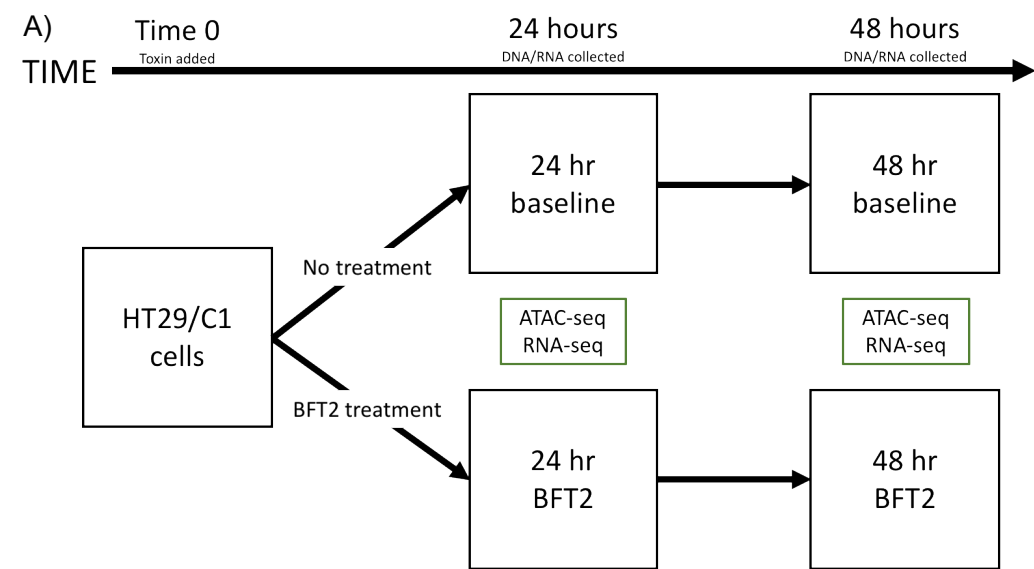 A)
Time 0
Toxin added
24 hours
DNA/RNA collected
48 hours
DNA/RNA collected
TIME
24 hr
baseline
48 hr
baseline
No treatment
HT29/C1
cells
ATAC-seq
RNA-seq
ATAC-seq
RNA-seq
BFT2 treatment
24 hr
BFT2
48 hr
BFT2